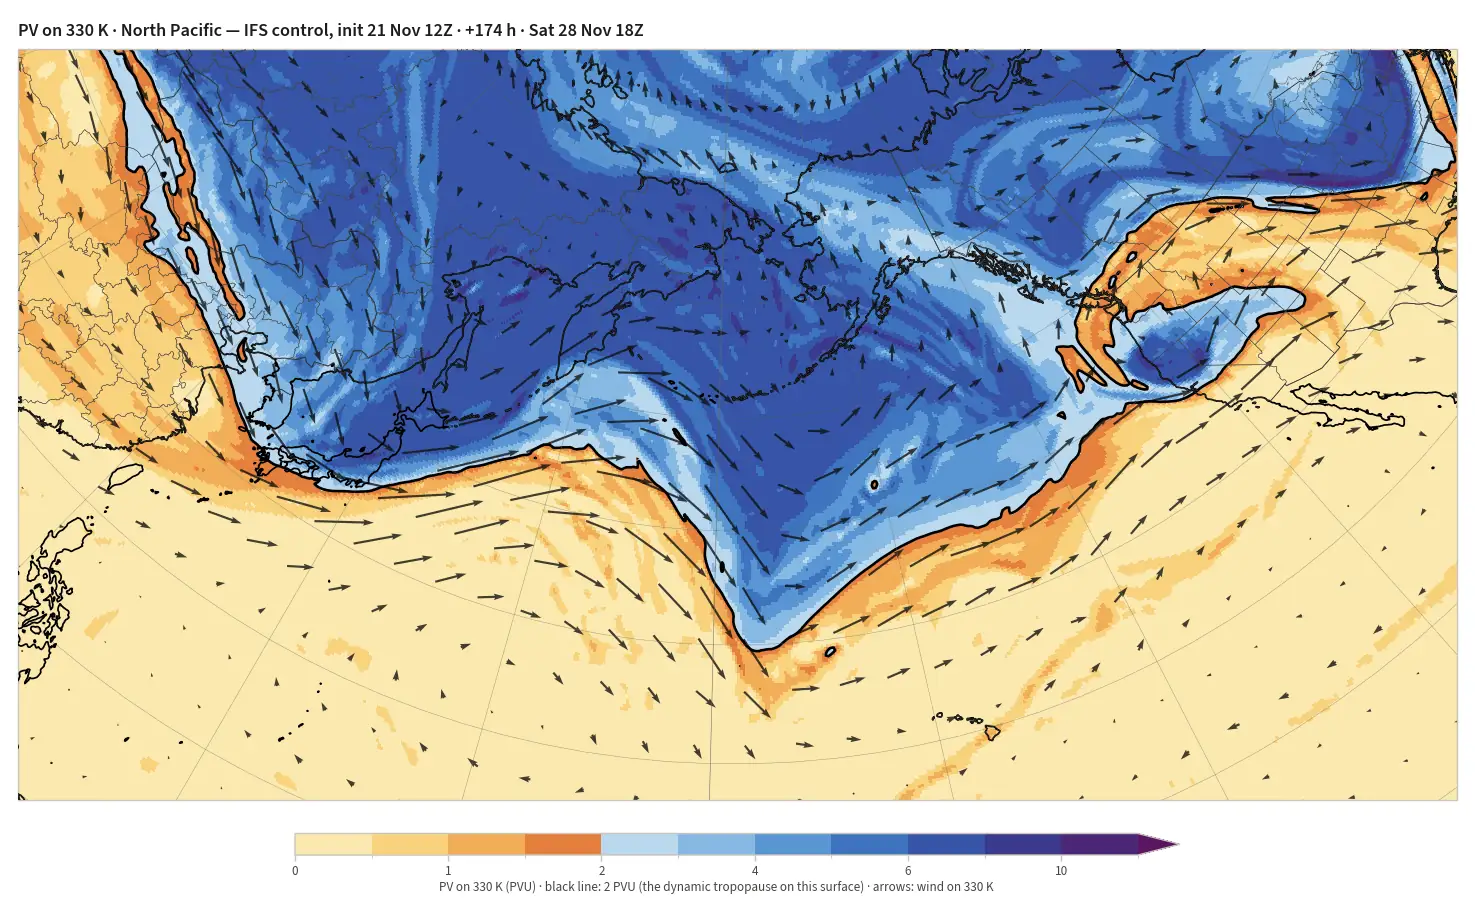 PV on 330 K · North Pacific — IFS control, init 21 Nov 12Z · +174 h · Sat 28 Nov 18Z
0 1 2 4 6 10
PV on 330 K (PVU) · black line: 2 PVU (the dynamic tropopause on this surface) · arrows: wind on 330 K